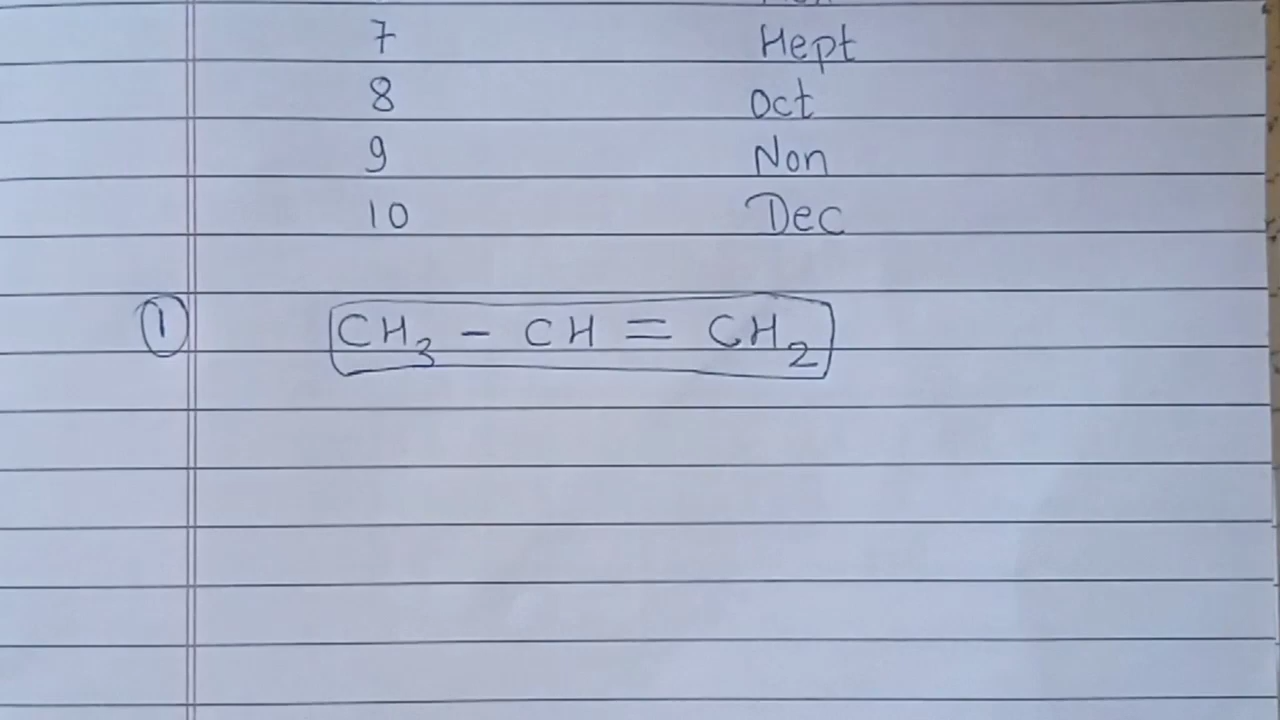 7 Hept
8 Oct
9 Non
10 Dec
① CH₃ - CH = CH₂